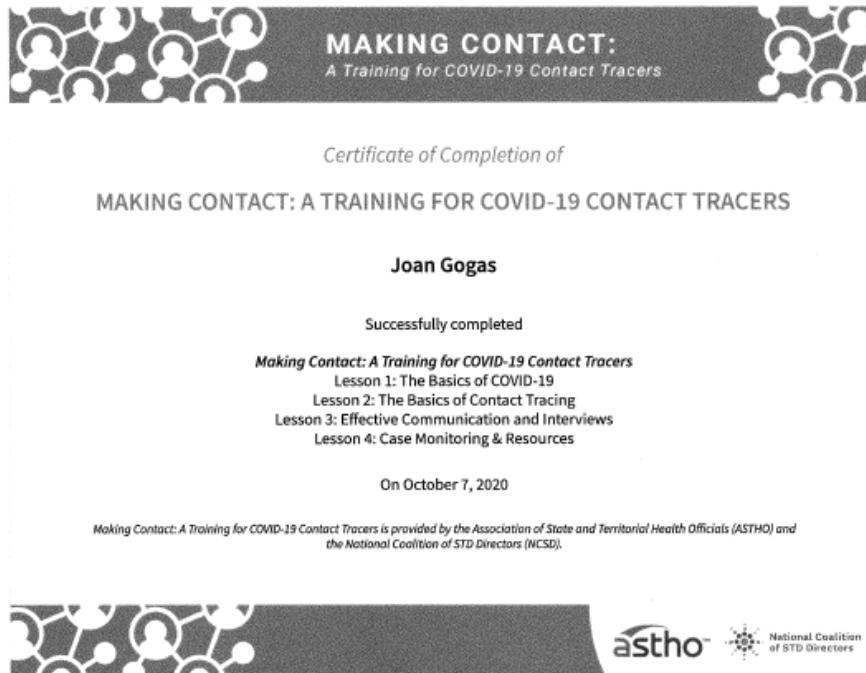 MAKING CONTACT:
A Training for COVID-19 Contact Tracers
Certificate of Completion of
MAKING CONTACT: A TRAINING FOR COVID-19 CONTACT TRACERS
Joan Gogas
Successfully completed
Making Contact: A Training for COVID-19 Contact Tracers
Lesson 1: The Basics of COVID-19
Lesson 2: The Basics of Contact Tracing
Lesson 3: Effective Communication and Interviews
Lesson 4: Case Monitoring & Resources
On October 7, 2020
Making Contact: A Training for COVID-19 Contact Tracers is provided by the Association of State and Territorial Health Officials (ASTHO) and
the National Coalition of STD Directors (NCSD).
astho™
National Coalition
of STD Directors